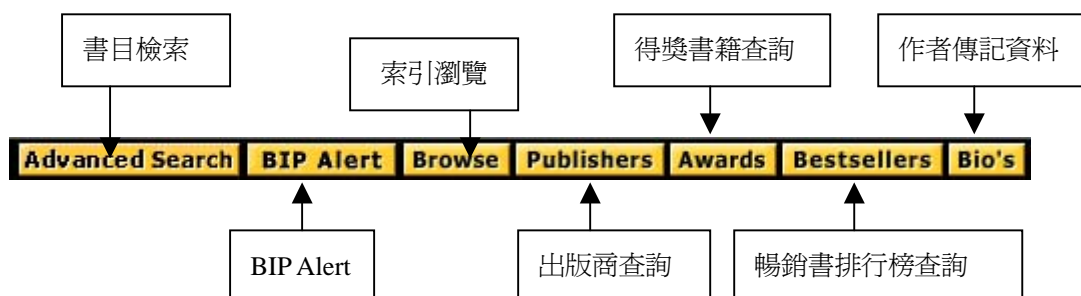 書目檢索
索引瀏覽
得獎書籍查詢
作者傳記資料
Advanced Search BIP Alert Browse Publishers Awards Bestsellers Bio's
BIP Alert
出版商查詢
暢銷書排行榜查詢